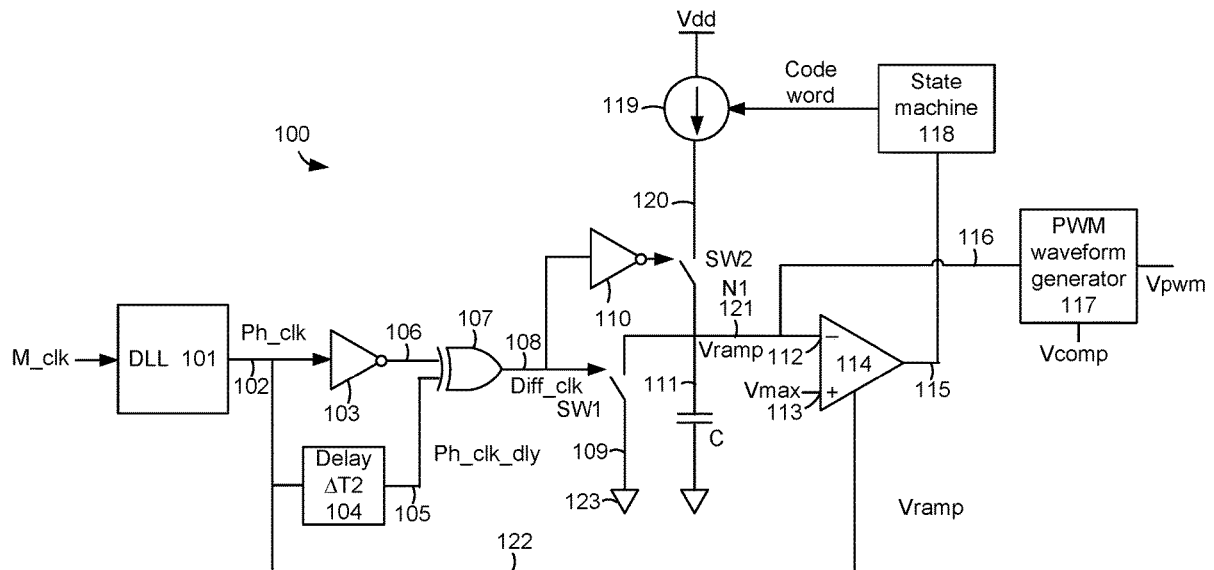 Vdd
Code
word
State
machine
118
119
100
120
116
PWM
waveform
generator
117
Vpwm
Vcomp
SW2
N1
121
110
Vramp
112
114
Vmax
113
115
M_clk
DLL 101
Ph_clk
102
103
106
107
108
Diff_clk
SW1
111
C
109
123
Ph_clk_dly
Delay
ΔT2
104
105
Vramp
122
−
+